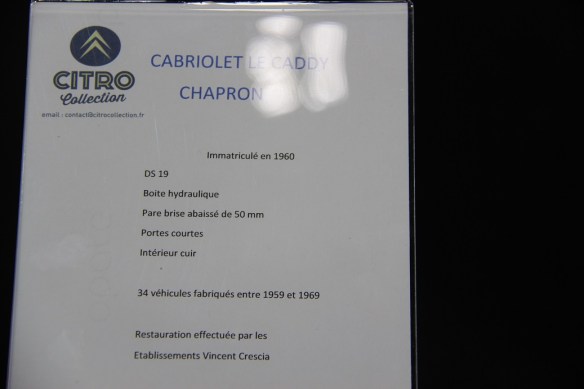 CITRO
Collection
email : contact@citrocollection.fr
CABRIOLET LE CADDY
CHAPRON
Immatriculé en 1960
DS 19
Boite hydraulique
Pare brise abaissé de 50 mm
Portes courtes
Intérieur cuir
34 véhicules fabriqués entre 1959 et 1969
Restauration effectuée par les
Etablissements Vincent Crescia